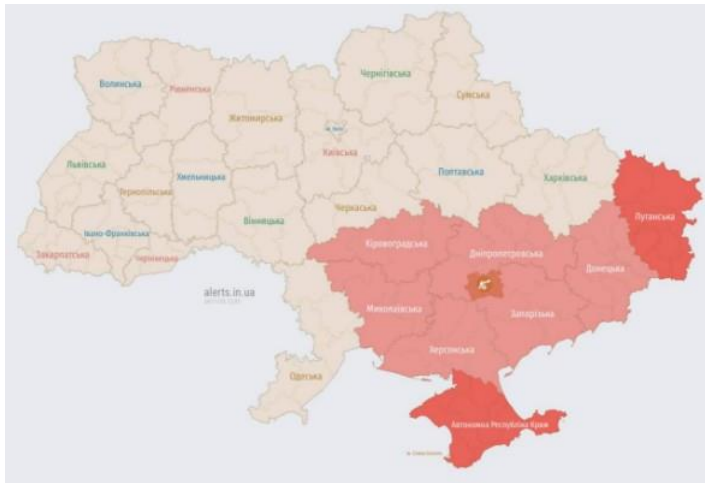 Чернігівська
Волинська
Рівненська
Сумська
Житомирська
м. Київ
Київська
Львівська
Хмельницька
Полтавська
Харківська
Тернопільська
Черкаська
Вінницька
Луганська
Івано-Франківська
Закарпатська
Чернівецька
Кіровоградська
Дніпропетровська
Донецька
alerts.in.ua
Миколаївська
Запорізька
Херсонська
Одеська
Автономна Республіка Крим